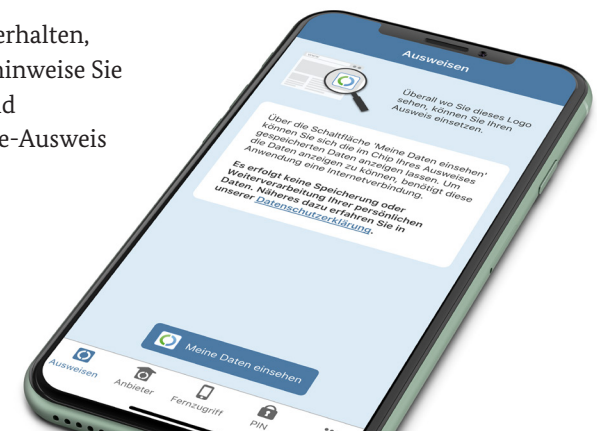 erhalten,
hinweise Sie
d
e-Ausweis
Ausweisen
Überall wo Sie dieses Logo
sehen, können Sie Ihren
Ausweis einsetzen.
Über die Schaltfläche 'Meine Daten einsehen'
können Sie sich die im Chip Ihres Ausweises
gespeicherten Daten anzeigen lassen. Um
die Daten anzeigen zu können, benötigt diese
Anwendung eine Internetverbindung.
Es erfolgt keine Speicherung oder
Weiterverarbeitung Ihrer persönlichen
Daten. Näheres dazu erfahren Sie in
unserer Datenschutzerklärung.
Meine Daten einsehen
Ausweisen
Anbieter
Fernzugriff
PIN